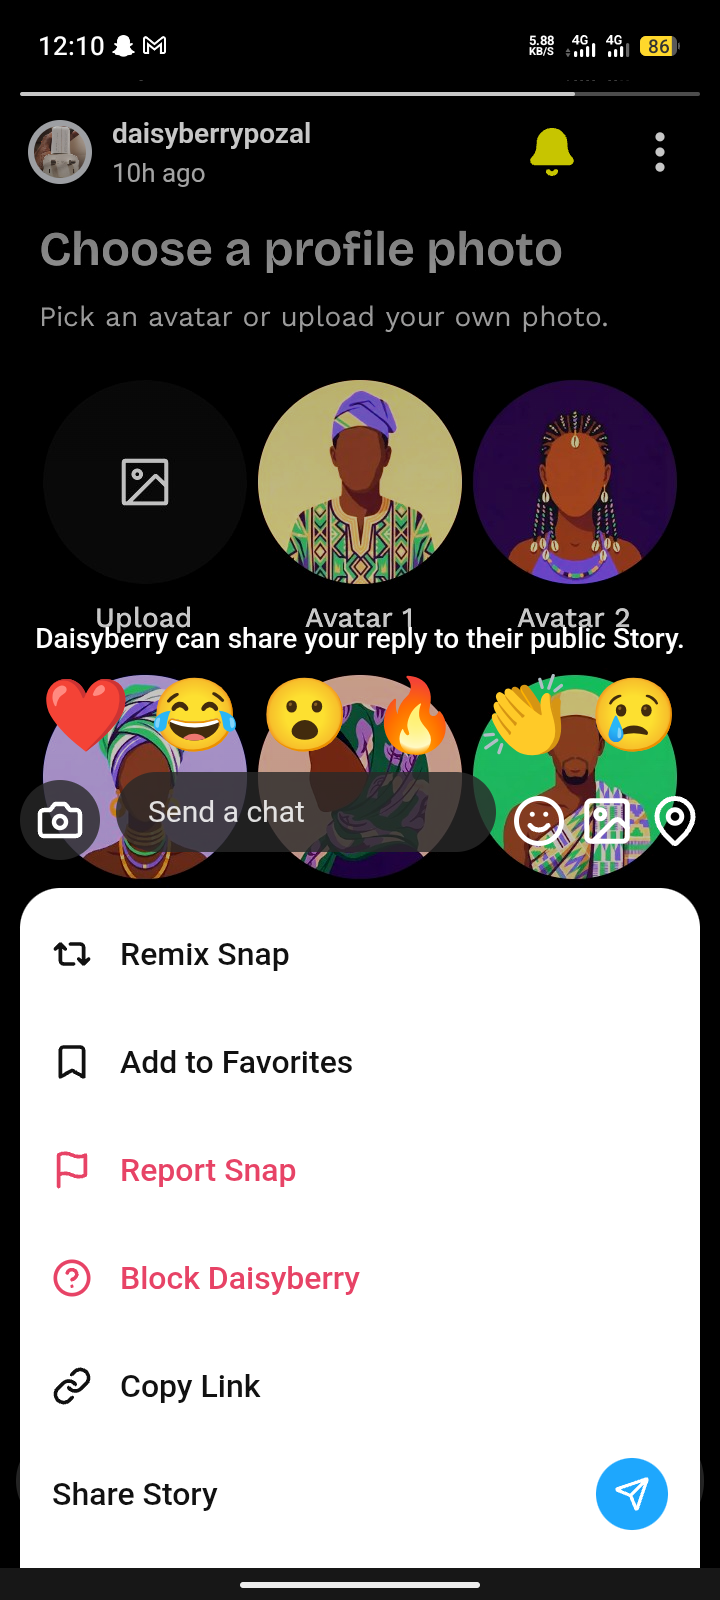 12:10
5.88
KB/S
4G
4G
86
daisyberrypozal
10h ago
Choose a profile photo
Pick an avatar or upload your own photo.
Upload
Avatar 1
Avatar 2
Daisyberry can share your reply to their public Story.
Send a chat
Remix Snap
Add to Favorites
Report Snap
Block Daisyberry
Copy Link
Share Story